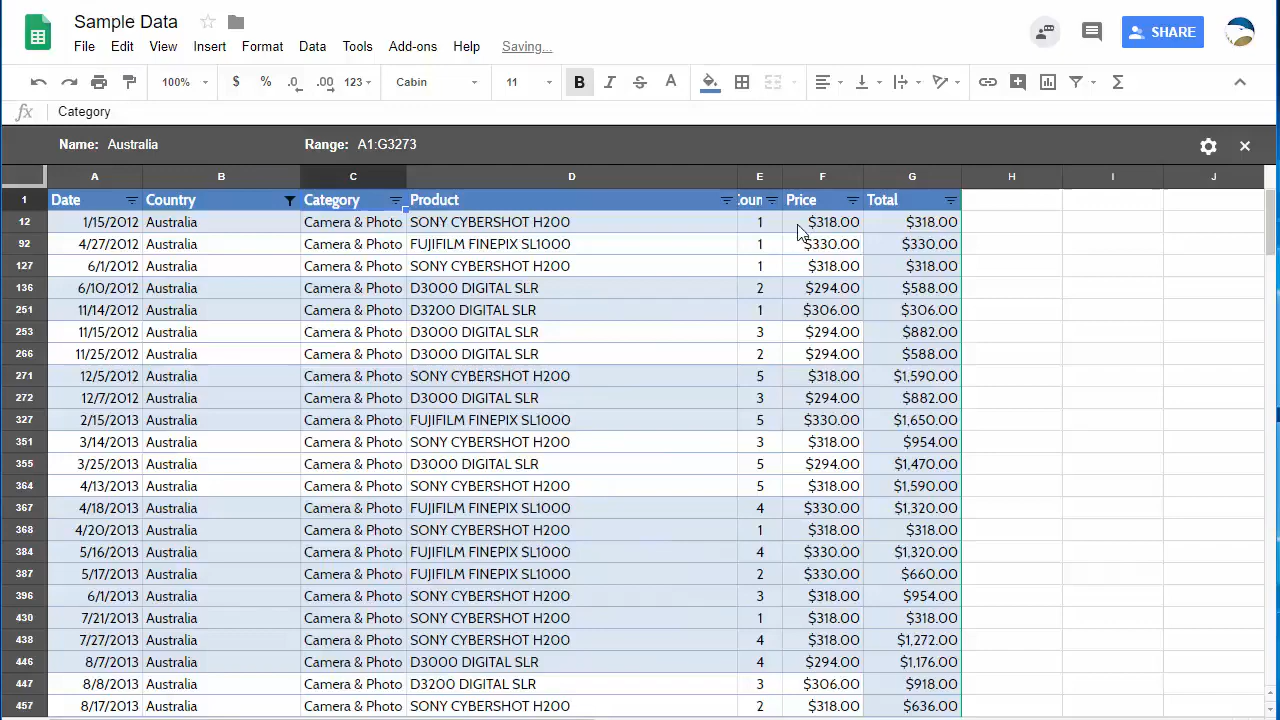 Sample Data
File Edit View Insert Format Data Tools Add-ons Help Saving...
SHARE
100% $ % .0 .00 123 Cabin 11 B I S A Σ
fx Category
Name: Australia Range: A1:G3273
A B C D E F G H I J
1 Date Country Category Product Coun Price Total
12 1/15/2012 Australia Camera & Photo SONY CYBERSHOT H200 1 $318.00 $318.00
92 4/27/2012 Australia Camera & Photo FUJIFILM FINEPIX SL1000 1 $330.00 $330.00
127 6/1/2012 Australia Camera & Photo SONY CYBERSHOT H200 1 $318.00 $318.00
136 6/10/2012 Australia Camera & Photo D3000 DIGITAL SLR 2 $294.00 $588.00
251 11/14/2012 Australia Camera & Photo D3200 DIGITAL SLR 1 $306.00 $306.00
253 11/15/2012 Australia Camera & Photo D3000 DIGITAL SLR 3 $294.00 $882.00
266 11/25/2012 Australia Camera & Photo D3000 DIGITAL SLR 2 $294.00 $588.00
271 12/5/2012 Australia Camera & Photo SONY CYBERSHOT H200 5 $318.00 $1,590.00
272 12/7/2012 Australia Camera & Photo D3000 DIGITAL SLR 3 $294.00 $882.00
327 2/15/2013 Australia Camera & Photo FUJIFILM FINEPIX SL1000 5 $330.00 $1,650.00
351 3/14/2013 Australia Camera & Photo SONY CYBERSHOT H200 3 $318.00 $954.00
355 3/25/2013 Australia Camera & Photo D3000 DIGITAL SLR 5 $294.00 $1,470.00
364 4/13/2013 Australia Camera & Photo SONY CYBERSHOT H200 5 $318.00 $1,590.00
367 4/18/2013 Australia Camera & Photo FUJIFILM FINEPIX SL1000 4 $330.00 $1,320.00
368 4/20/2013 Australia Camera & Photo SONY CYBERSHOT H200 1 $318.00 $318.00
384 5/16/2013 Australia Camera & Photo FUJIFILM FINEPIX SL1000 4 $330.00 $1,320.00
387 5/17/2013 Australia Camera & Photo FUJIFILM FINEPIX SL1000 2 $330.00 $660.00
396 6/1/2013 Australia Camera & Photo SONY CYBERSHOT H200 3 $318.00 $954.00
430 7/21/2013 Australia Camera & Photo SONY CYBERSHOT H200 1 $318.00 $318.00
438 7/27/2013 Australia Camera & Photo SONY CYBERSHOT H200 4 $318.00 $1,272.00
446 8/7/2013 Australia Camera & Photo D3000 DIGITAL SLR 4 $294.00 $1,176.00
447 8/8/2013 Australia Camera & Photo D3200 DIGITAL SLR 3 $306.00 $918.00
457 8/17/2013 Australia Camera & Photo SONY CYBERSHOT H200 2 $318.00 $636.00